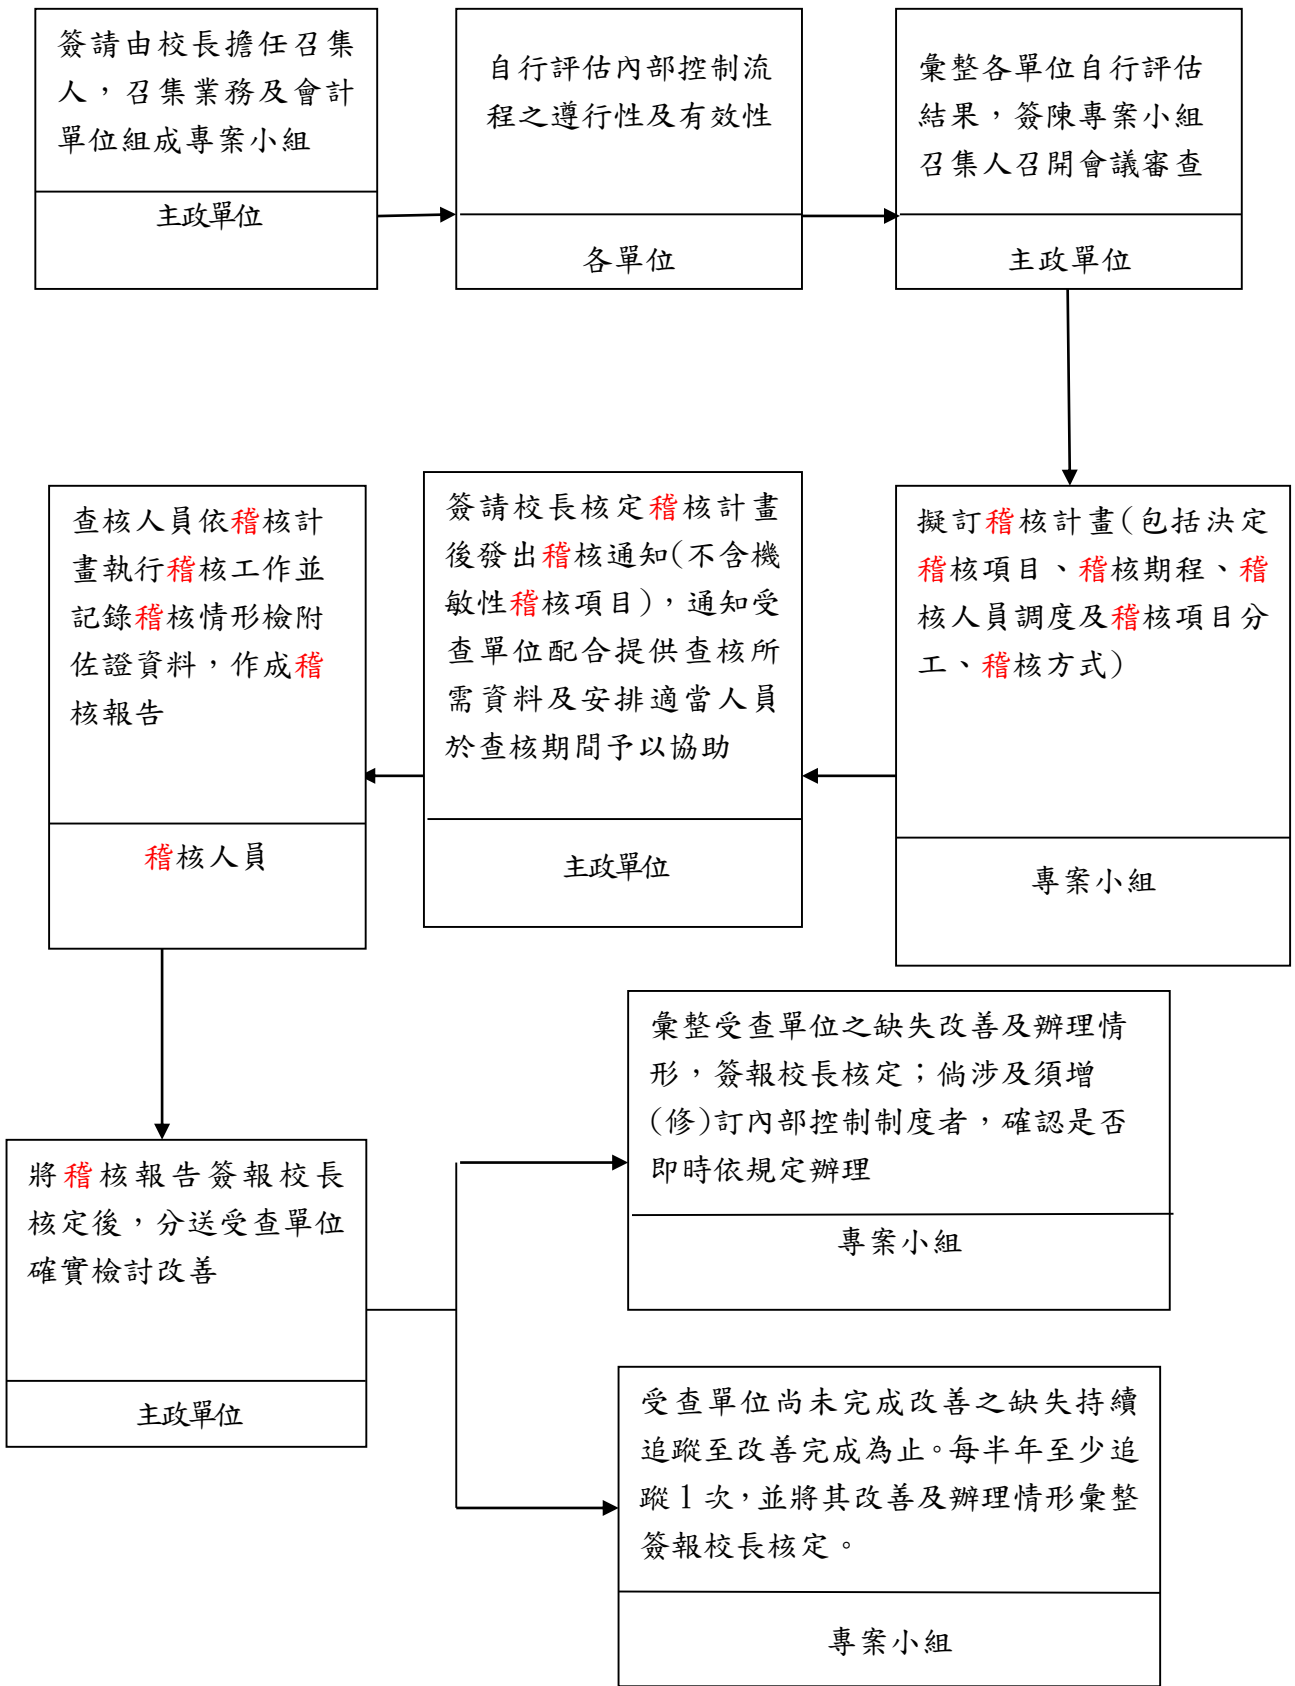 簽請由校長擔任召集
人，召集業務及會計
單位組成專案小組
主政單位
自行評估內部控制流
程之遵行性及有效性
各單位
彙整各單位自行評估
結果，簽陳專案小組
召集人召開會議審查
主政單位
擬訂稽核計畫(包括決定
稽核項目、稽核期程、稽
核人員調度及稽核項目分
工、稽核方式)
專案小組
簽請校長核定稽核計畫
後發出稽核通知(不含機
敏性稽核項目)，通知受
查單位配合提供查核所
需資料及安排適當人員
於查核期間予以協助
主政單位
查核人員依稽核計
畫執行稽核工作並
記錄稽核情形檢附
佐證資料，作成稽
核報告
稽核人員
將稽核報告簽報校長
核定後，分送受查單位
確實檢討改善
主政單位
彙整受查單位之缺失改善及辦理情
形，簽報校長核定；倘涉及須增
(修)訂內部控制制度者，確認是否
即時依規定辦理
專案小組
受查單位尚未完成改善之缺失持續
追蹤至改善完成為止。每半年至少追
蹤1次，並將其改善及辦理情形彙整
簽報校長核定。
專案小組